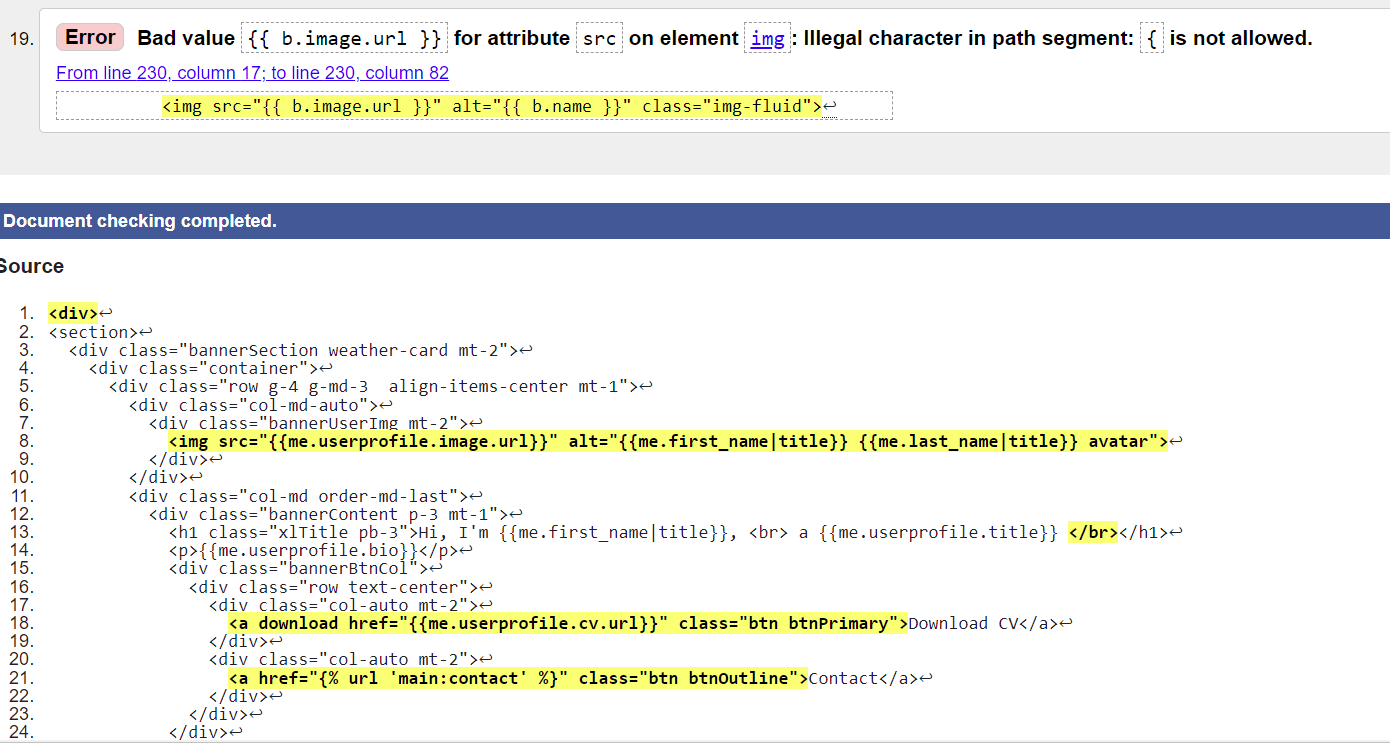 19. Error Bad value {{ b.image.url }} for attribute src on element img: Illegal character in path segment: { is not allowed.
From line 230, column 17; to line 230, column 82
<img src="{{ b.image.url }}" alt="{{ b.name }}" class="img-fluid">↩
Document checking completed.
Source
1. <div>↩
2. <section>↩
3. <div class="bannerSection weather-card mt-2">↩
4. <div class="container">↩
5. <div class="row g-4 g-md-3  align-items-center mt-1">↩
6. <div class="col-md-auto">↩
7. <div class="bannerUserImg mt-2">↩
8. <img src="{{me.userprofile.image.url}}" alt="{{me.first_name|title}} {{me.last_name|title}} avatar">↩
9. </div>↩
10. </div>↩
11. <div class="col-md order-md-last">↩
12. <div class="bannerContent p-3 mt-1">↩
13. <h1 class="xlTitle pb-3">Hi, I'm {{me.first_name|title}}, <br> a {{me.userprofile.title}} </br></h1>↩
14. <p>{{me.userprofile.bio}}</p>↩
15. <div class="bannerBtnCol">↩
16. <div class="row text-center">↩
17. <div class="col-auto mt-2">↩
18. <a download href="{{me.userprofile.cv.url}}" class="btn btnPrimary">Download CV</a>↩
19. </div>↩
20. <div class="col-auto mt-2">↩
21. <a href="{% url 'main:contact' %}" class="btn btnOutline">Contact</a>↩
22. </div>↩
23. </div>↩
24. </div>↩